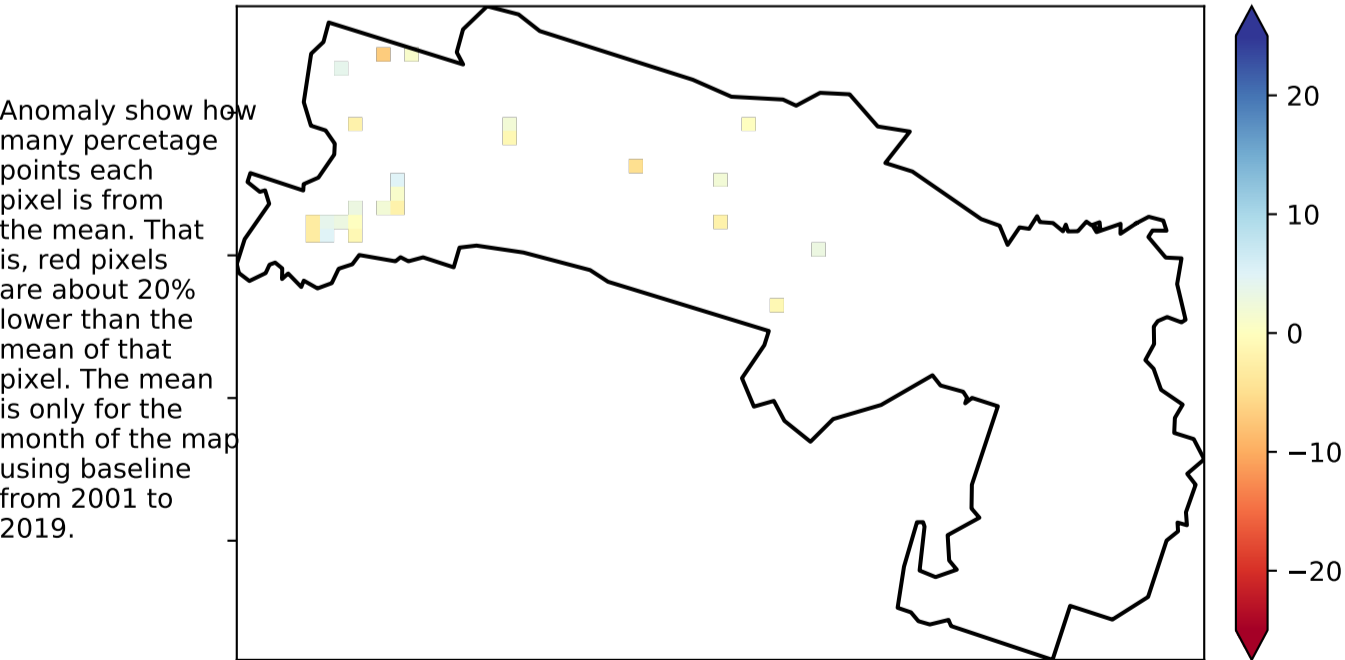 Anomaly show how
many percetage
points each
pixel is from
the mean. That
is, red pixels
are about 20%
lower than the
mean of that
pixel. The mean
is only for the
month of the map
using baseline
from 2001 to
2019.
20
10
0
−10
−20